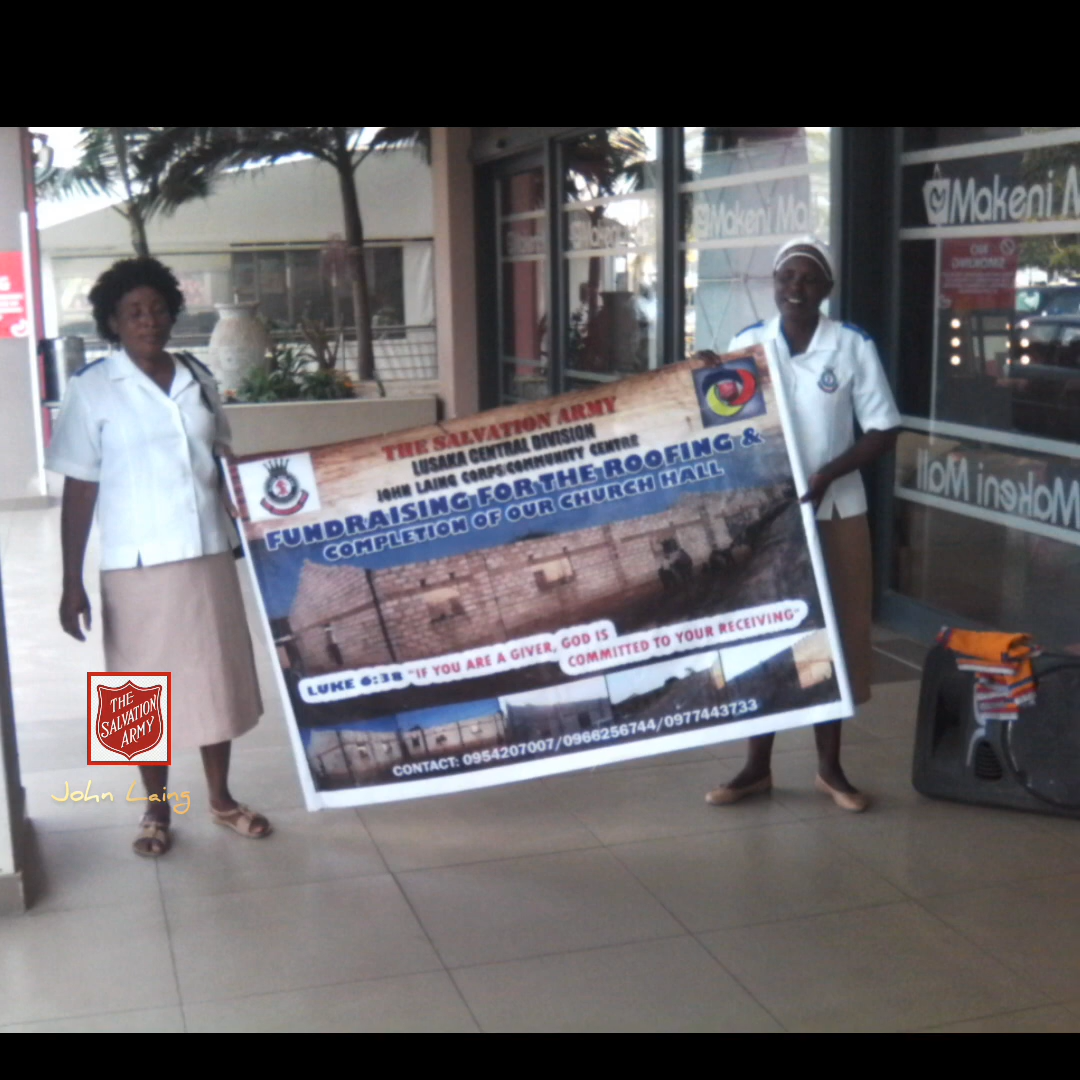 Makeni M
Makeni Mal
Makeni Mall
THE SALVATION ARMY
LUSAKA CENTRAL DIVISION
JOHN LAING CORPS/COMMUNITY CENTRE
FUNDRAISING FOR THE ROOFING &
COMPLETION OF OUR CHURCH HALL
LUKE 6:38 "IF YOU ARE A GIVER, GOD IS
COMMITTED TO YOUR RECEIVING"
CONTACT: 0954207007/0966256744/0977443733
THE
SALVATION
ARMY
John Laing